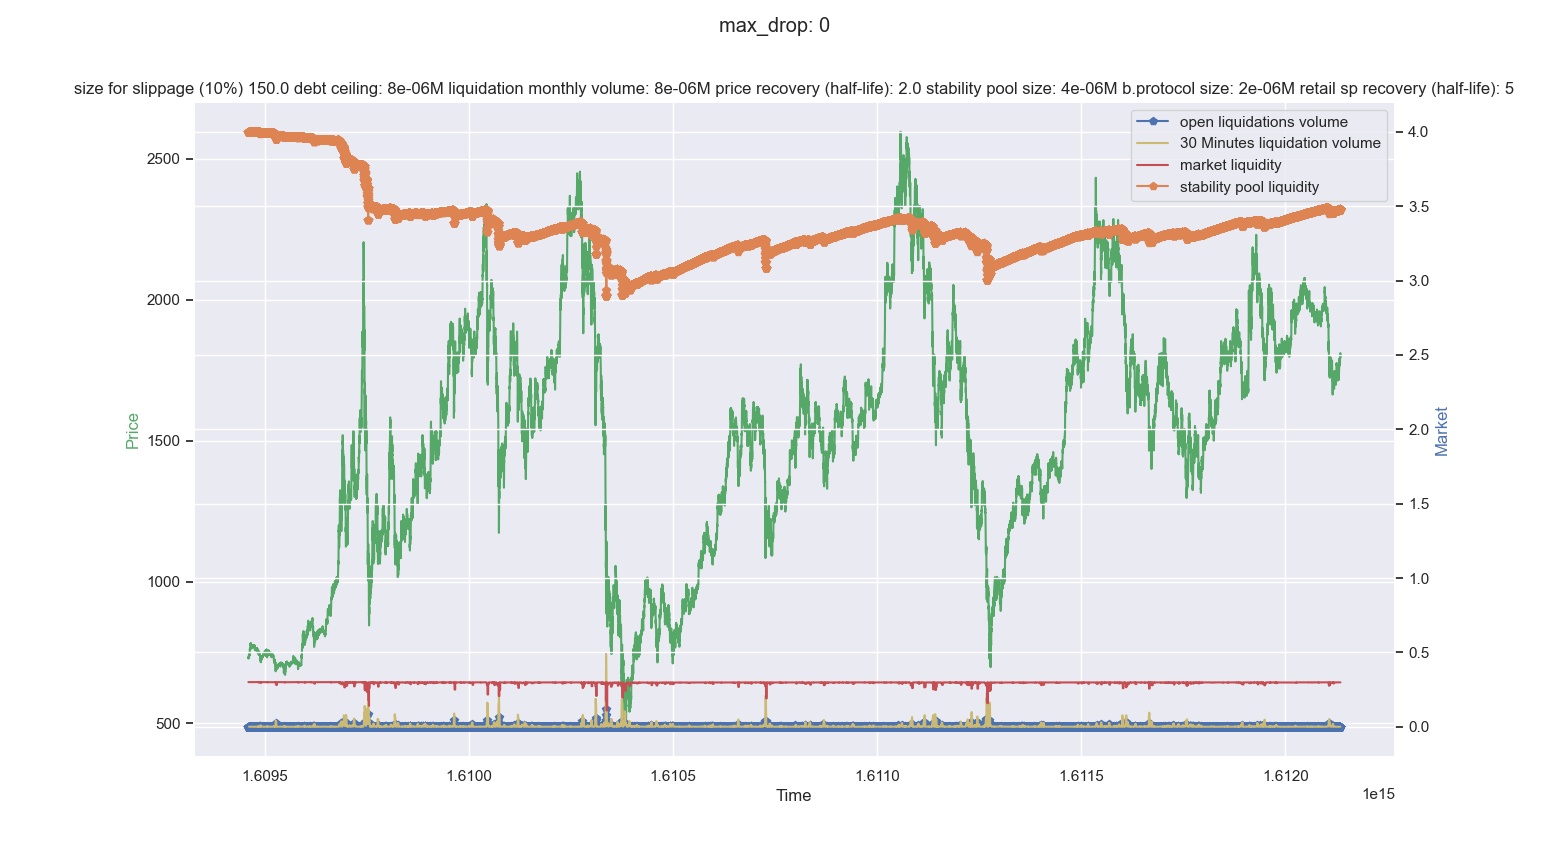 max_drop: 0
size for slippage (10%) 150.0 debt ceiling: 8e-06M liquidation monthly volume: 8e-06M price recovery (half-life): 2.0 stability pool size: 4e-06M b.protocol size: 2e-06M retail sp recovery (half-life): 5
open liquidations volume
30 Minutes liquidation volume
market liquidity
stability pool liquidity
2500
2000
1500
1000
500
Price
4.0
3.5
3.0
2.5
2.0
1.5
1.0
0.5
0.0
Market
1.6095 1.6100 1.6105 1.6110 1.6115 1.6120
Time
1e15